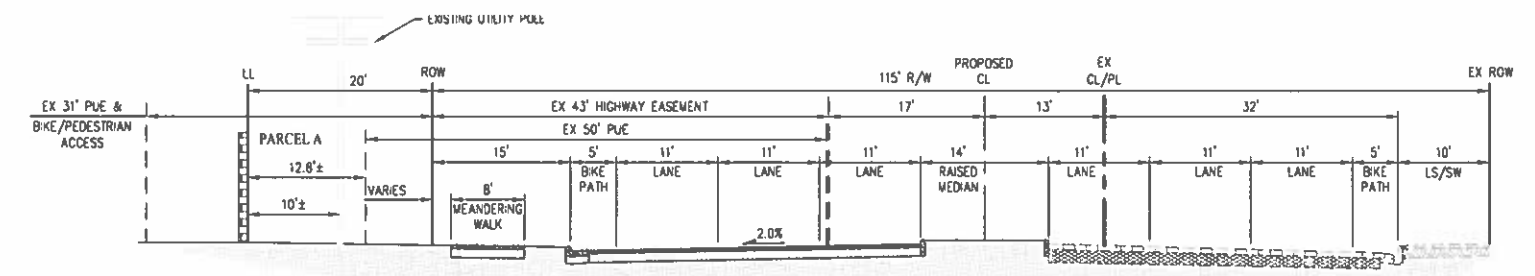 EXISTING UTILITY POLE
LL
20'
ROW
115' R/W
PROPOSED
CL
EX
CL/PL
EX ROW
EX 31' PUE &
BIKE/PEDESTRIAN
ACCESS
EX 43' HIGHWAY EASEMENT
17'
13'
32'
PARCEL A
EX 50' PUE
12.8'±
10'±
VARIES
15'
8'
MEANDERING
WALK
5'
BIKE
PATH
11'
LANE
11'
LANE
11'
LANE
14'
RAISED
MEDIAN
11'
LANE
11'
LANE
11'
LANE
5'
BIKE
PATH
10'
LS/SW
2.0%